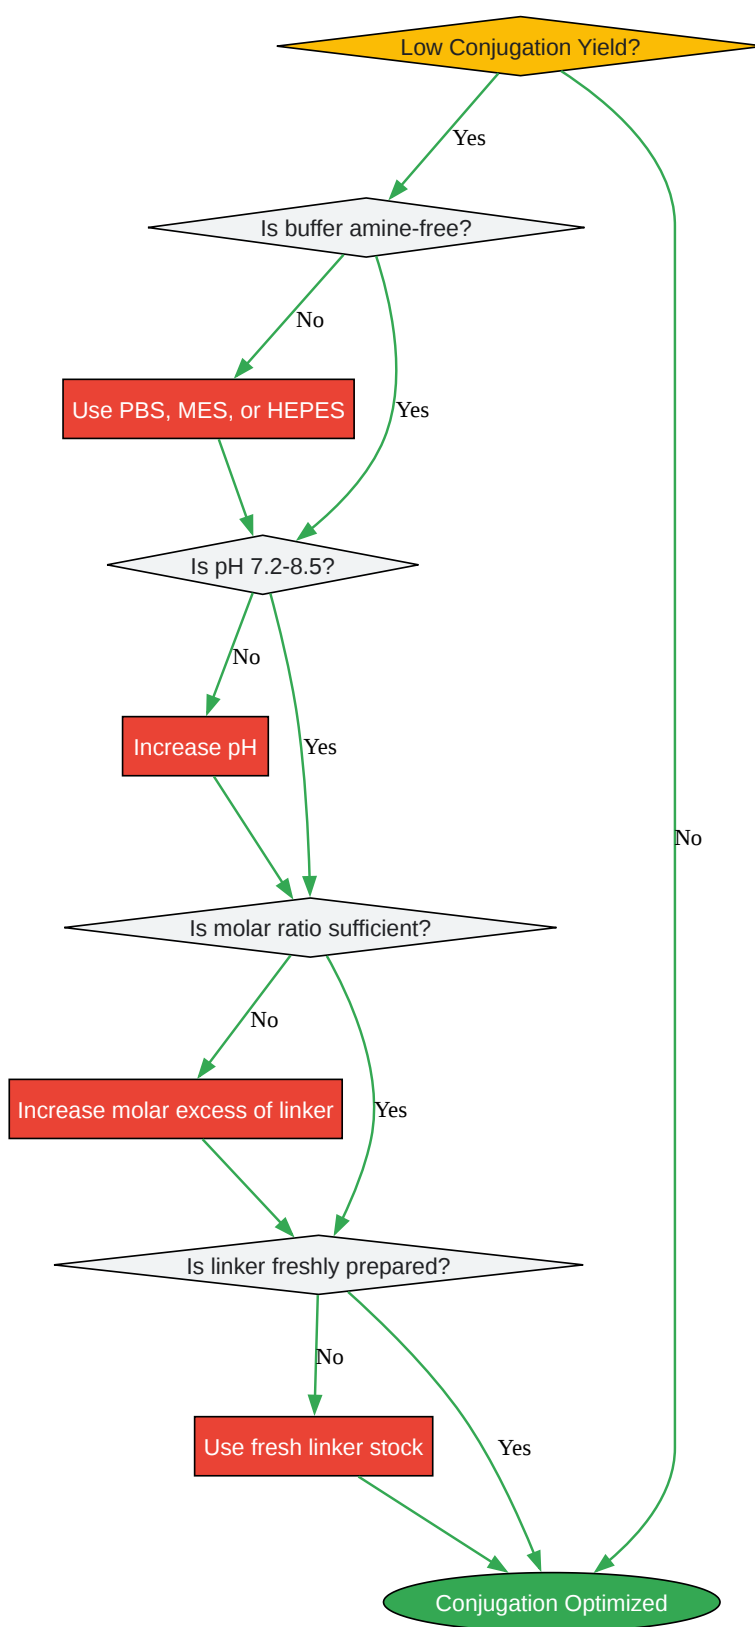 Low Conjugation Yield?
Yes
Is buffer amine-free?
No
Use PBS, MES, or HEPES
Yes
Is pH 7.2-8.5?
No
Increase pH
Yes
No
Is molar ratio sufficient?
No
Increase molar excess of linker
Yes
Is linker freshly prepared?
No
Use fresh linker stock
Yes
Conjugation Optimized